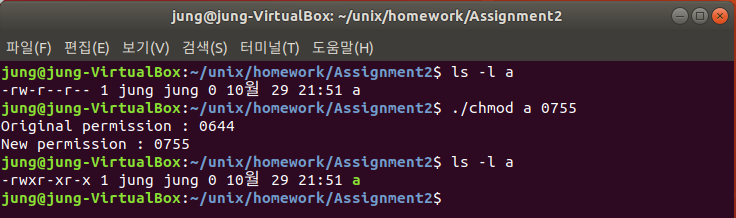 jung@jung-VirtualBox: ~/unix/homework/Assignment2
파일(F) 편집(E) 보기(V) 검색(S) 터미널(T) 도움말(H)
jung@jung-VirtualBox:~/unix/homework/Assignment2$ ls -l a
-rw-r--r-- 1 jung jung 0 10월 29 21:51 a
jung@jung-VirtualBox:~/unix/homework/Assignment2$ ./chmod a 0755
Original permission : 0644
New permission : 0755
jung@jung-VirtualBox:~/unix/homework/Assignment2$ ls -l a
-rwxr-xr-x 1 jung jung 0 10월 29 21:51 a
jung@jung-VirtualBox:~/unix/homework/Assignment2$